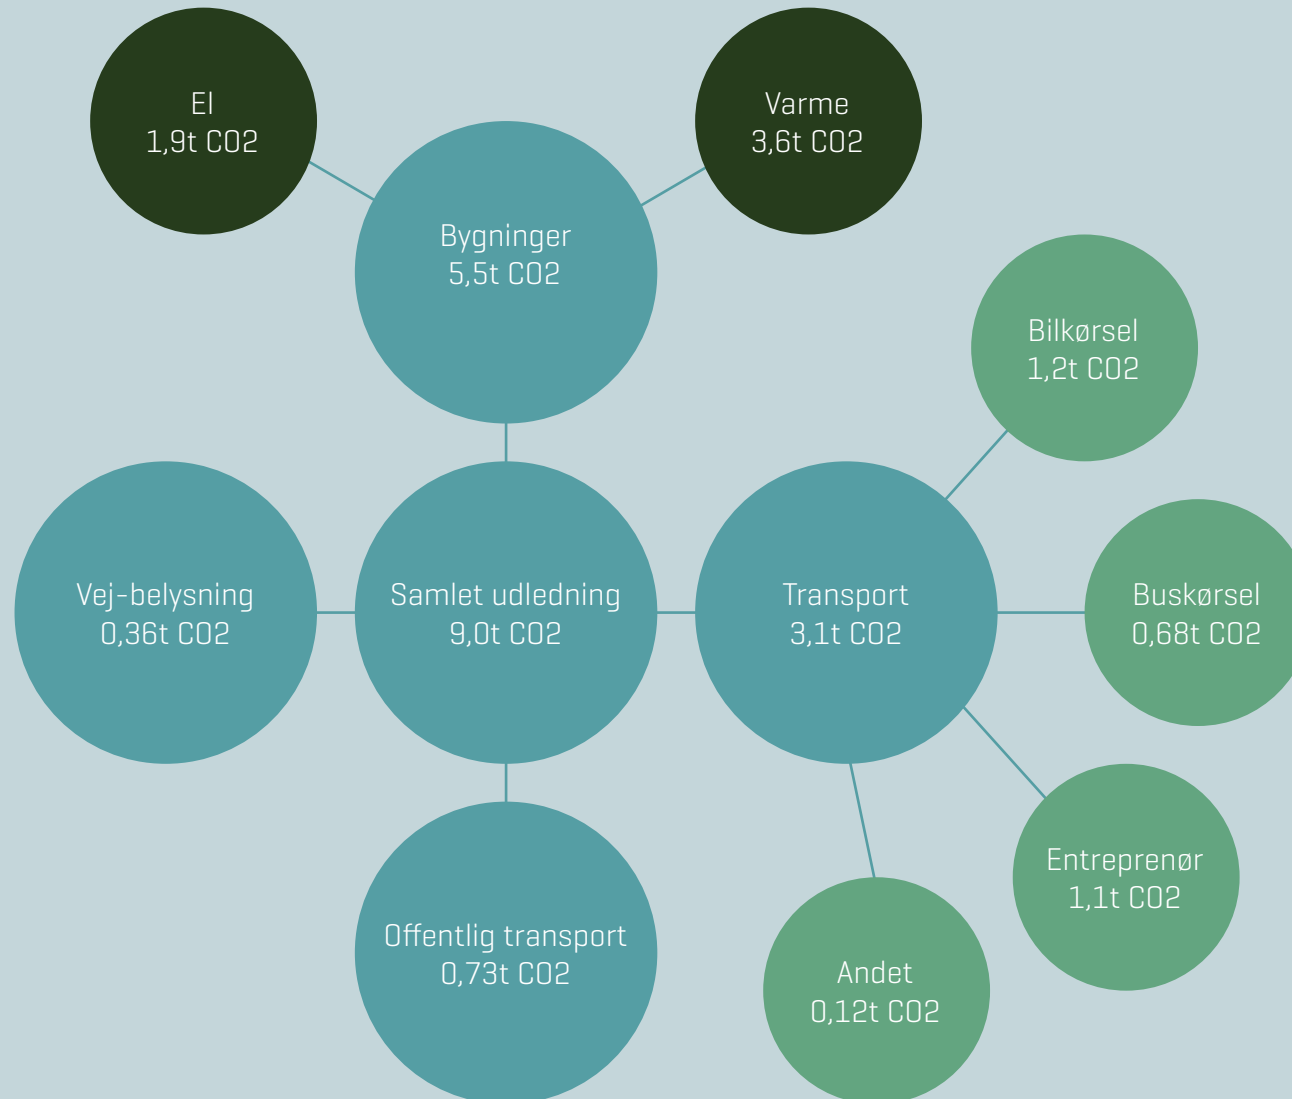 El
1,9t CO2
Varme
3,6t CO2
Bygninger
5,5t CO2
Bilkørsel
1,2t CO2
Vej-belysning
0,36t CO2
Samlet udledning
9,0t CO2
Transport
3,1t CO2
Buskørsel
0,68t CO2
Entreprenør
1,1t CO2
Offentlig transport
0,73t CO2
Andet
0,12t CO2